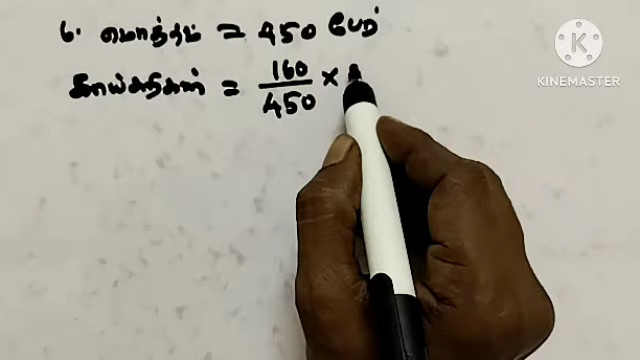 6. மொத்தம் = 450 பேர்
காய்கறிகள் = 160/450 ×
KINEMASTER